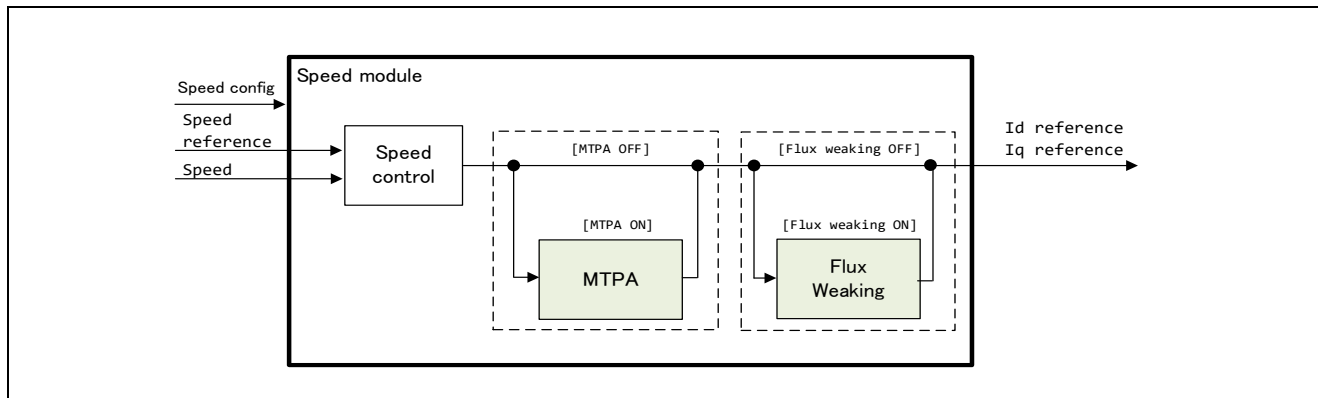 Speed module
Speed config
Speed
reference
Speed
Speed
control
[MTPA OFF]
[MTPA ON]
MTPA
[Flux weaking OFF]
[Flux weaking ON]
Flux
Weaking
Id reference
Iq reference